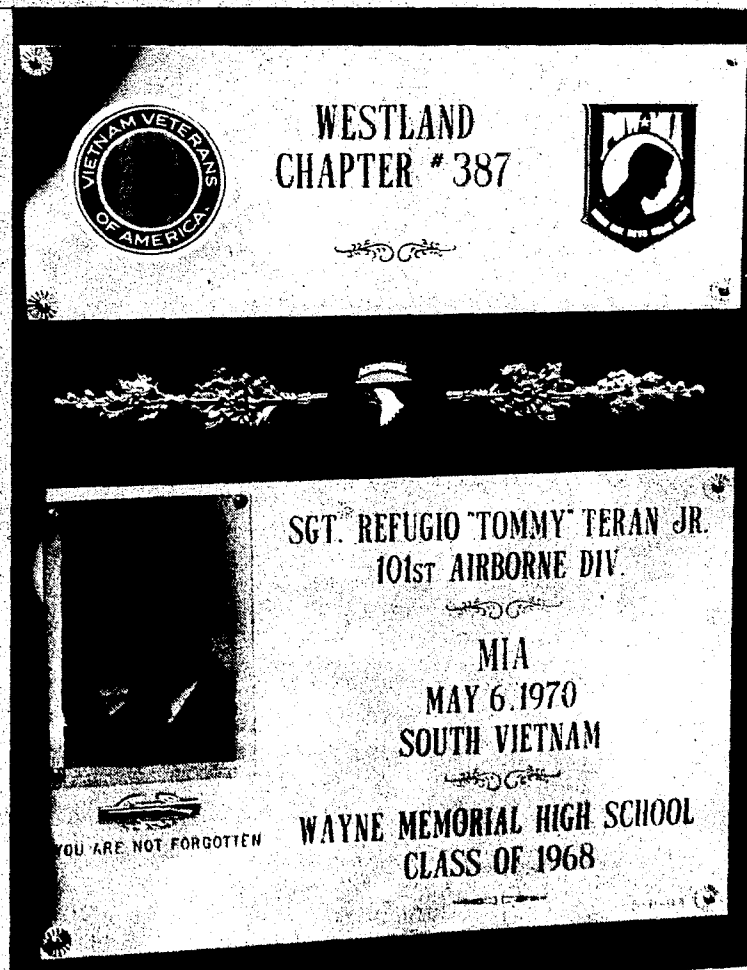 VIETNAM VETERANS
OF AMERICA.
WESTLAND
CHAPTER # 387
SGT. REFUGIO "TOMMY" TERAN JR.
101ST AIRBORNE DIV.
MIA
MAY 6.1970
SOUTH VIETNAM
YOU ARE NOT FORGOTTEN
WAYNE MEMORIAL HIGH SCHOOL
CLASS OF 1968